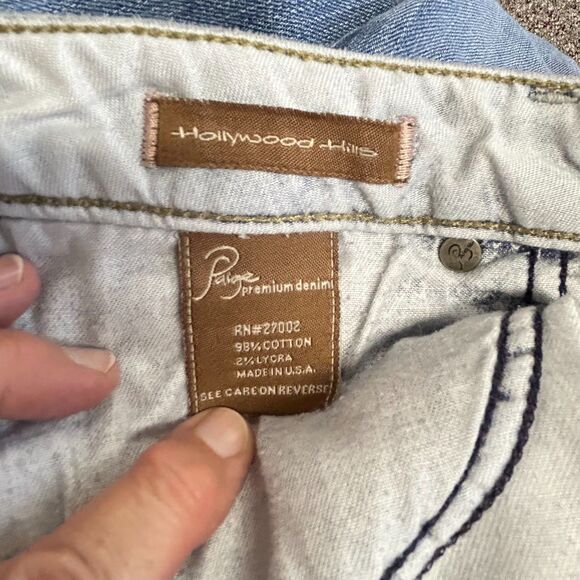 Hollywood Hills
Paige
premium denim
RN#27002
98% COTTON
2% LYCRA
MADE IN U.S.A.
SEE CARE ON REVERSE